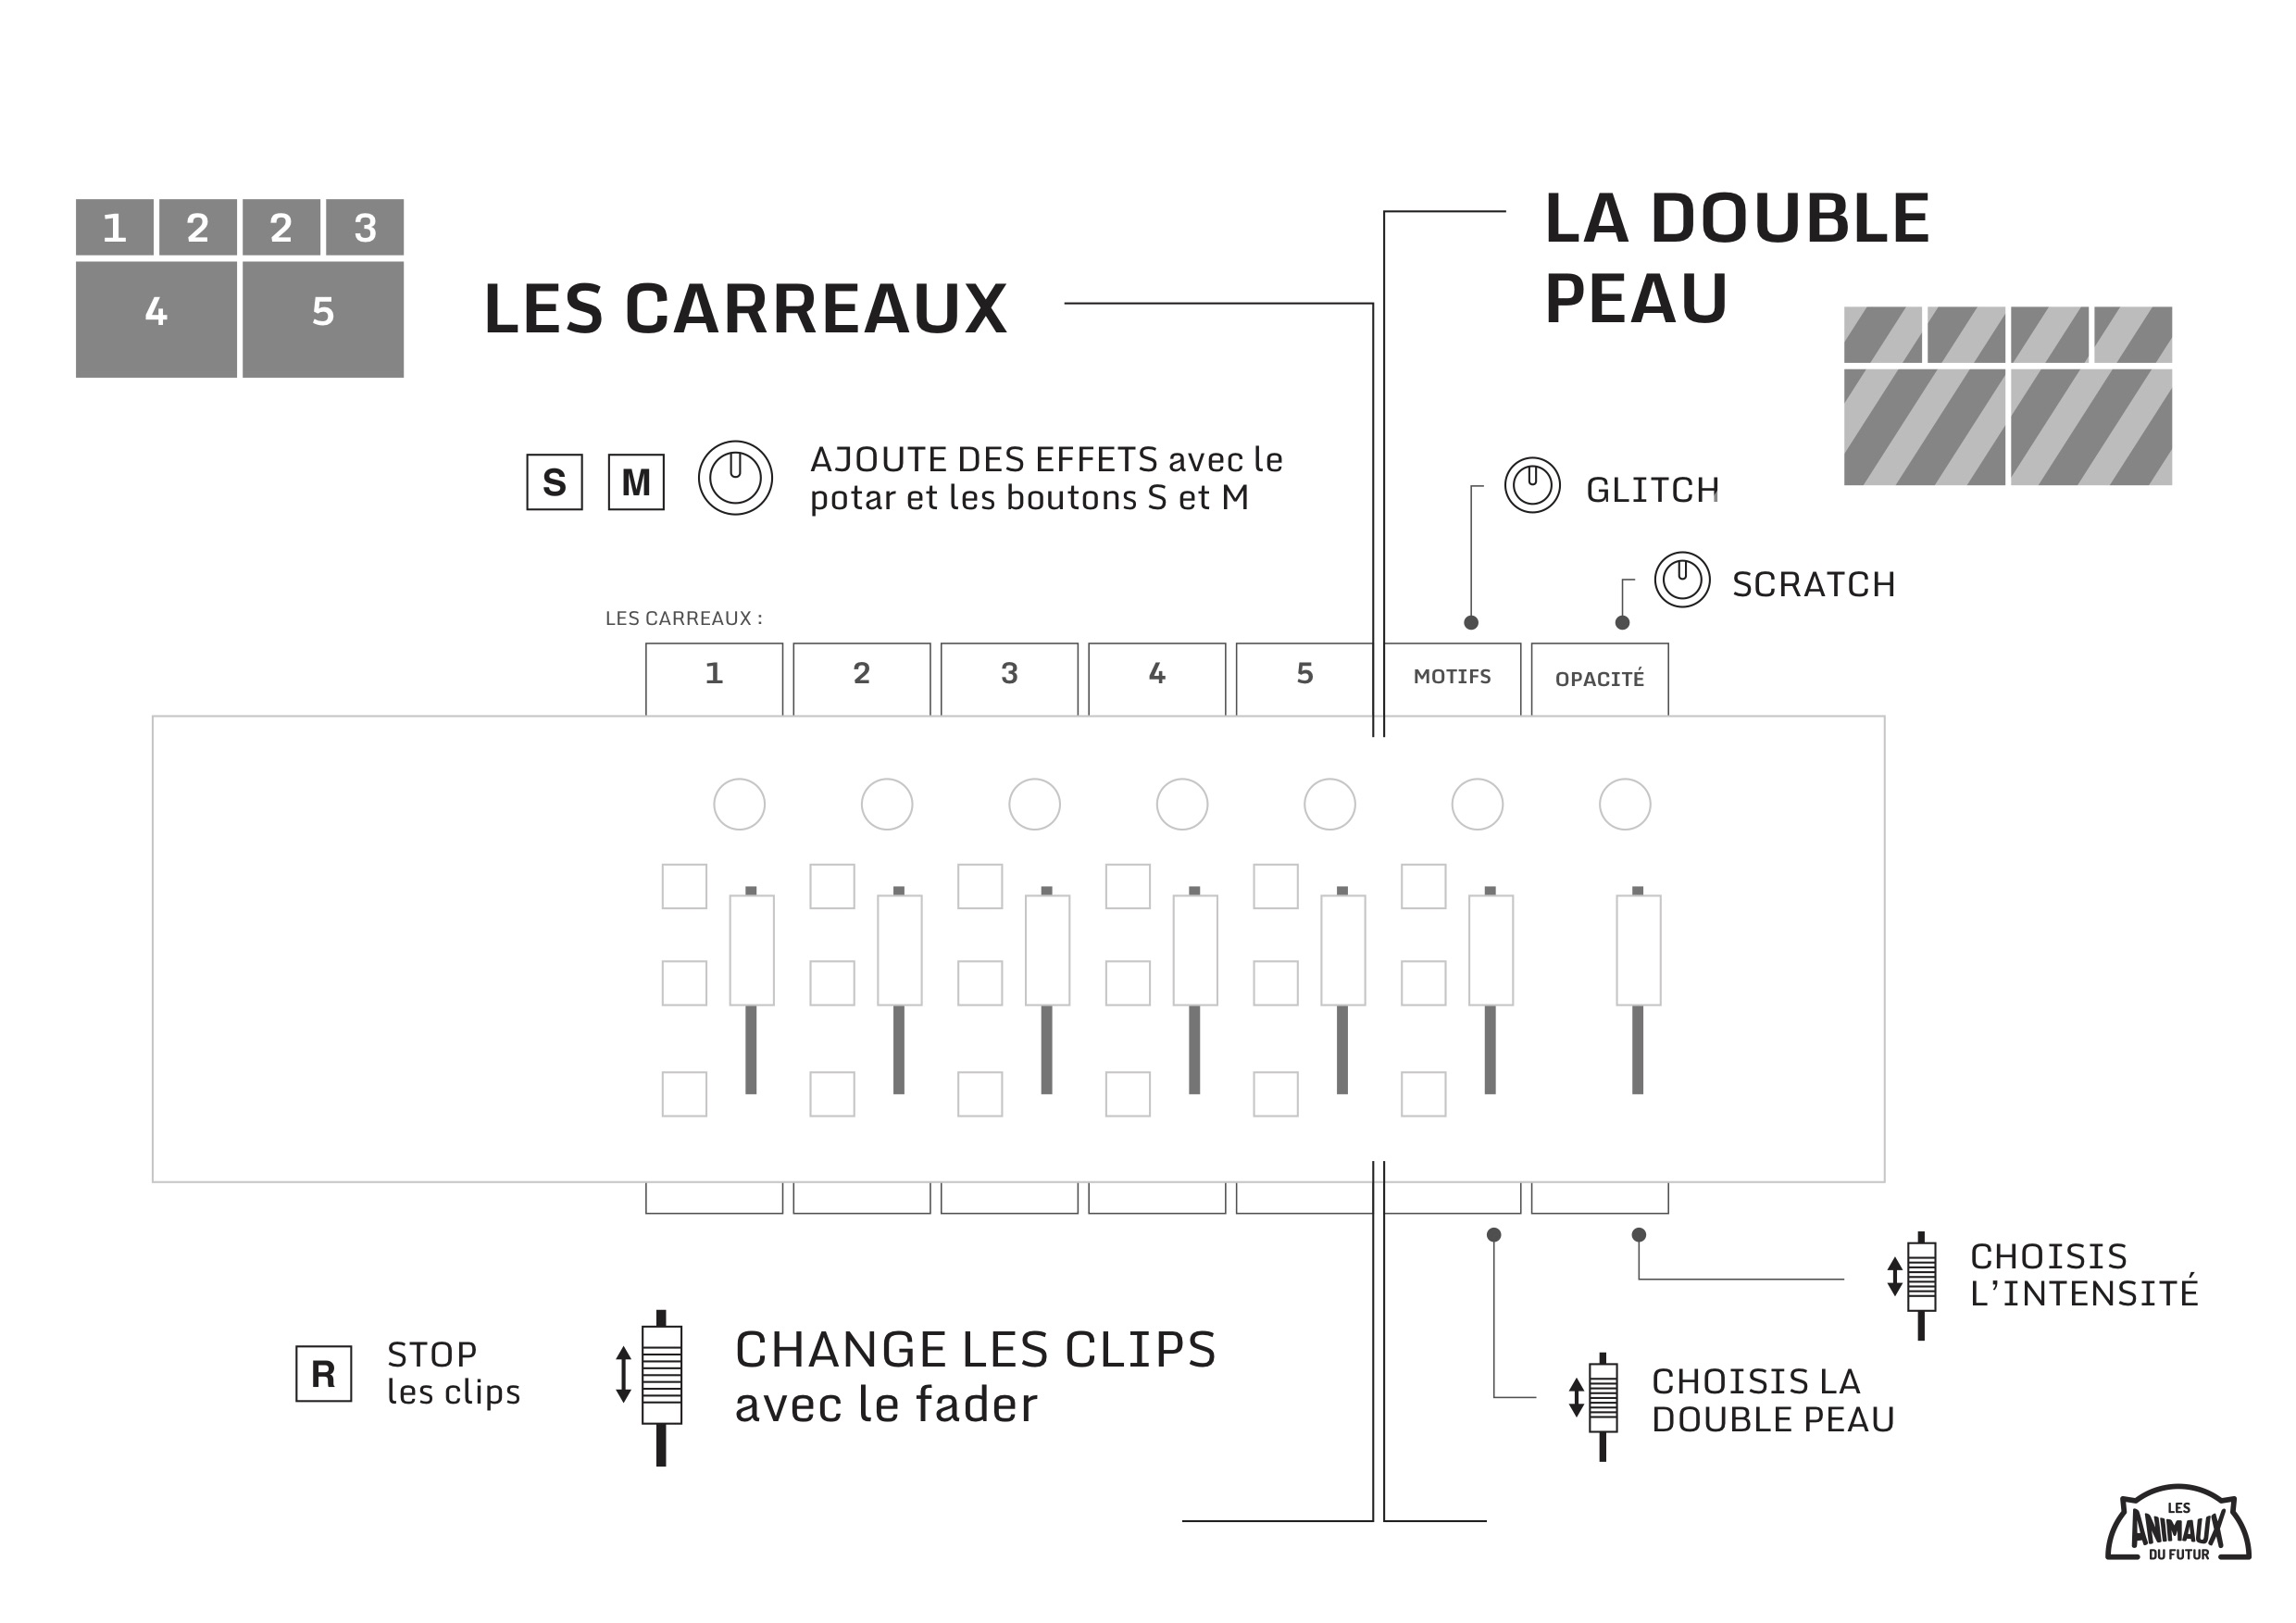 1 2 2 3
4 5
LES CARREAUX
LA DOUBLE
PEAU
S M
AJOUTE DES EFFETS avec le
potar et les boutons S et M
GLITCH
SCRATCH
LES CARREAUX :
1 2 3 4 5 MOTIFS OPACITÉ
R
STOP
les clips
CHANGE LES CLIPS
avec le fader
CHOISIS LA
DOUBLE PEAU
CHOISIS
L’INTENSITÉ
LES
ANIMAUX
DU FUTUR